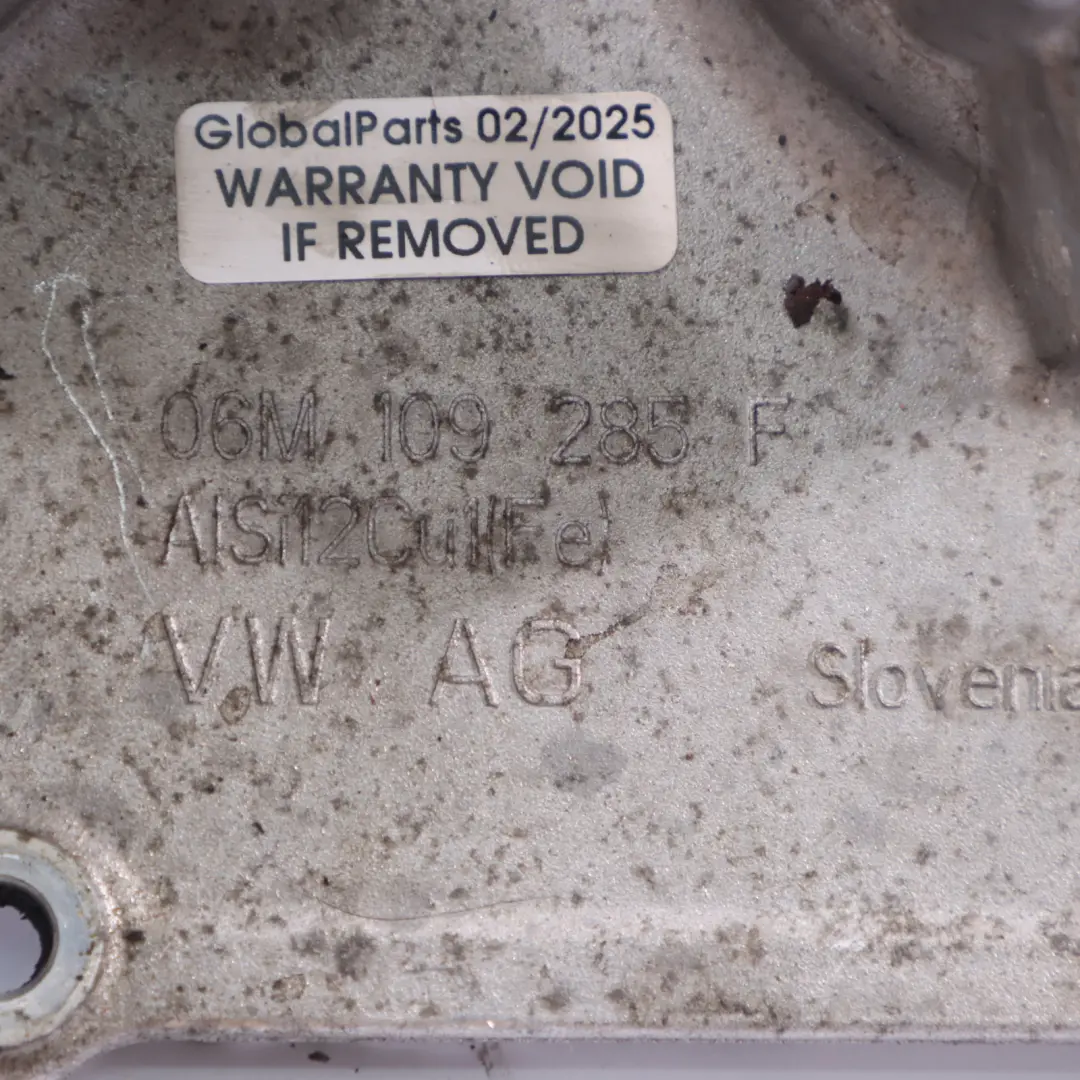 GlobalParts 02/2025
WARRANTY VOID
IF REMOVED
06M 109 285 F
AlSi12Cu1(Fe)
VW AG
Slovenia